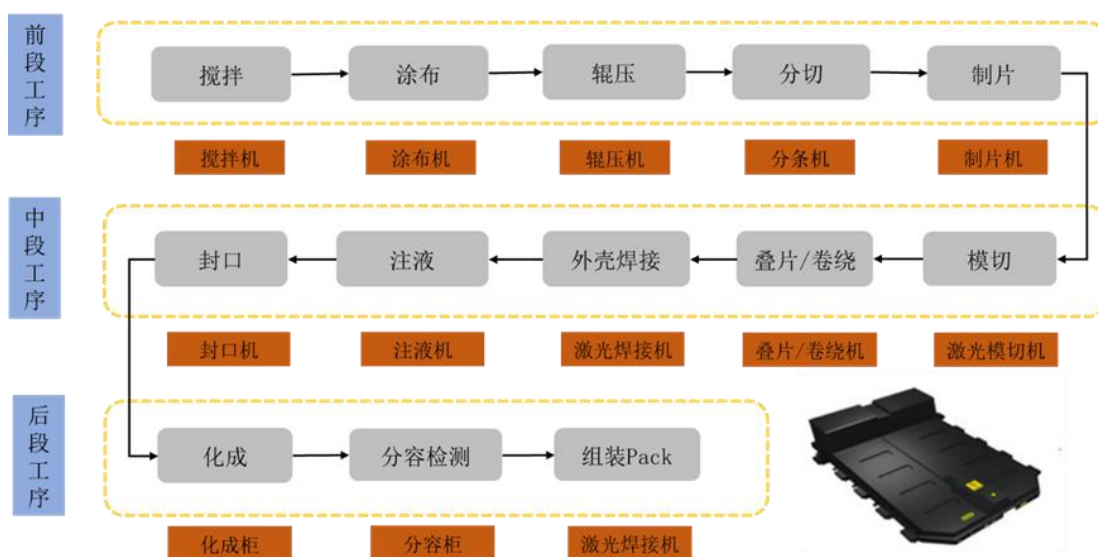 前段工序
搅拌
涂布
辊压
分切
制片
搅拌机
涂布机
辊压机
分条机
制片机
中段工序
封口
注液
外壳焊接
叠片/卷绕
模切
封口机
注液机
激光焊接机
叠片/卷绕机
激光模切机
后段工序
化成
分容检测
组装Pack
化成柜
分容柜
激光焊接机